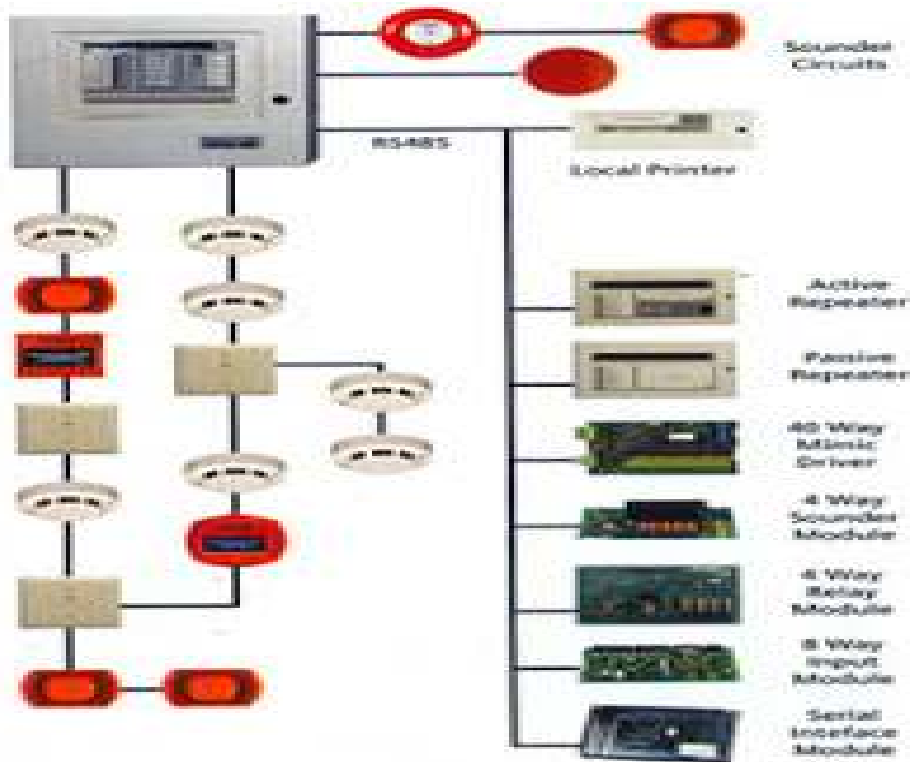 Sounder
Circuits
RS485
Local Printer
Active
Repeater
Passive
Repeater
40 Way
Mimic
Driver
4 Way
Sounder
Module
4 Way
Relay
Module
8 Way
Input
Module
Serial
Interface
Module